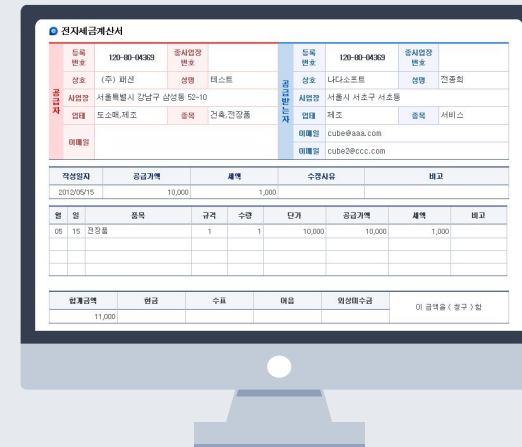 전자세금계산서
공급자
등록번호 120-80-04369 종사업장번호
상호 (주) 패션 성명 테스트
사업장 서울특별시 강남구 삼성동 52-10
업태 도소매,제조 종목 건축,전장품
이메일
공급받는자
등록번호 120-80-04369 종사업장번호
상호 나다소프트 성명 전종희
사업장 서울시 서초구 서초동
업태 제조 종목 서비스
이메일 cube@aaa.com
이메일 cube2@ccc.com
작성일자 공급가액 세액 수정사유 비고
2012/05/15 10,000 1,000
월 일 품목 규격 수량 단가 공급가액 세액 비고
05 15 전장품 1 1 10,000 10,000 1,000
합계금액 현금 수표 어음 외상미수금 이 금액을 ( 청구 ) 함
11,000